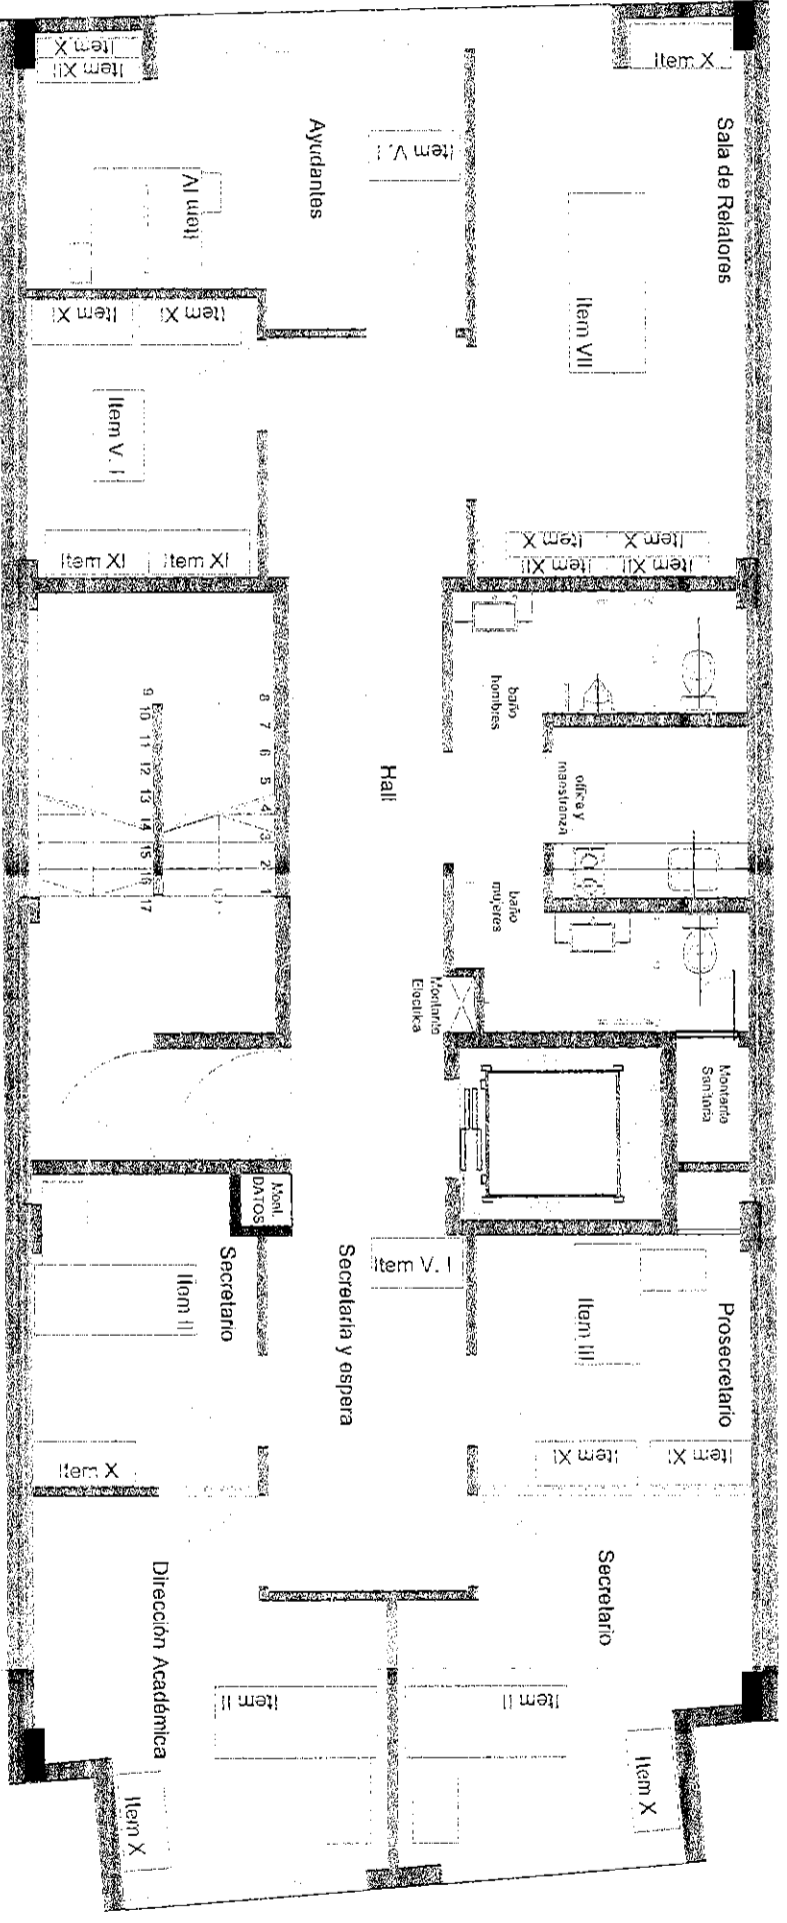 Item X
Item XII
Item X
Sala de Relatores
Ayudantes
Item V. I
Item IV
Item XI
Item XI
Item VII
Item V. I
Item XI
Item XI
Item X
Item X
Item XII
Item XII
baño
hombres
office y
maestranza
baño
mujeres
Hall
9
10
11
12
13
14
15
16
17
8
7
6
5
4
3
2
1
Montante
Electrica
Montante
Sanitaria
Mont.
DATOS
Secretario
Item II
Item X
Secretaria y espera
Item V. I
Prosecretario
Item III
Item XI
Item XI
Secretario
Item II
Item X
Dirección Académica
Item II
Item X